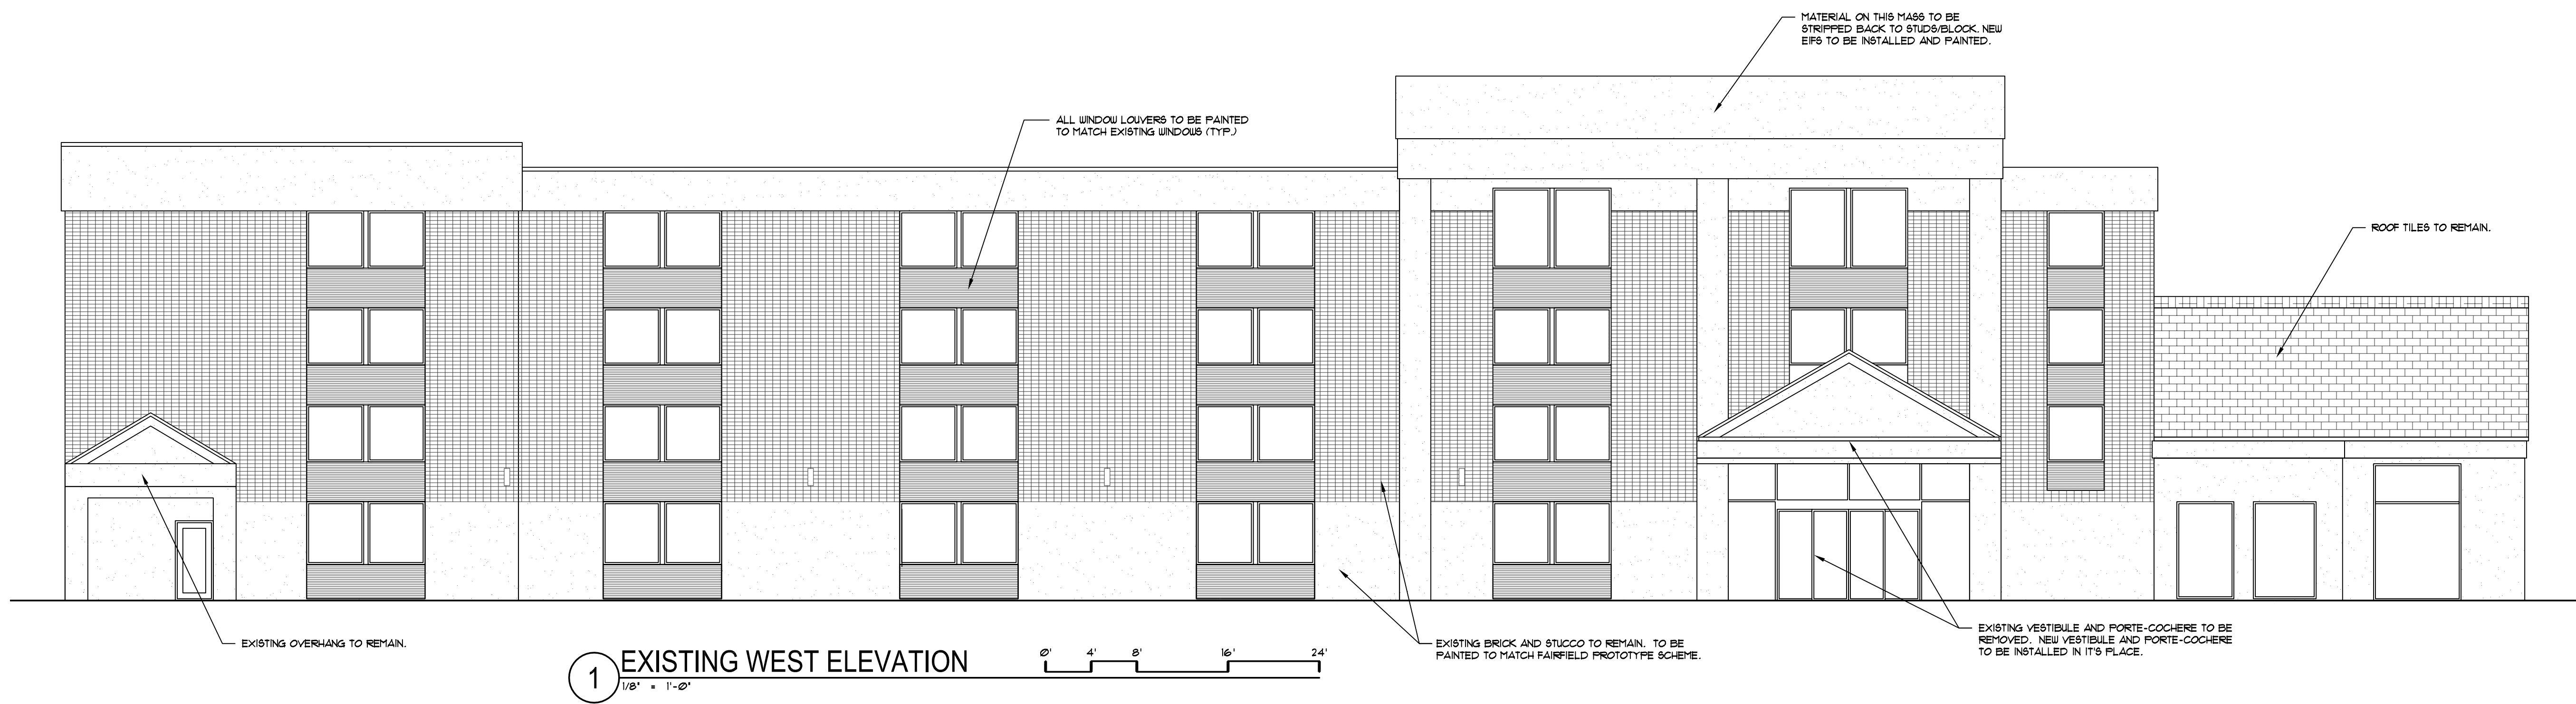 MATERIAL ON THIS MASS TO BE
STRIPPED BACK TO STUDS/BLOCK. NEW
EIFS TO BE INSTALLED AND PAINTED.
ALL WINDOW LOUVERS TO BE PAINTED
TO MATCH EXISTING WINDOWS (TYP.)
ROOF TILES TO REMAIN.
EXISTING OVERHANG TO REMAIN.
EXISTING BRICK AND STUCCO TO REMAIN. TO BE
PAINTED TO MATCH FAIRFIELD PROTOTYPE SCHEME.
EXISTING VESTIBULE AND PORTE-COCHERE TO BE
REMOVED. NEW VESTIBULE AND PORTE-COCHERE
TO BE INSTALLED IN IT'S PLACE.
1 EXISTING WEST ELEVATION
1/8" = 1'-0"
0' 4' 8' 16' 24'